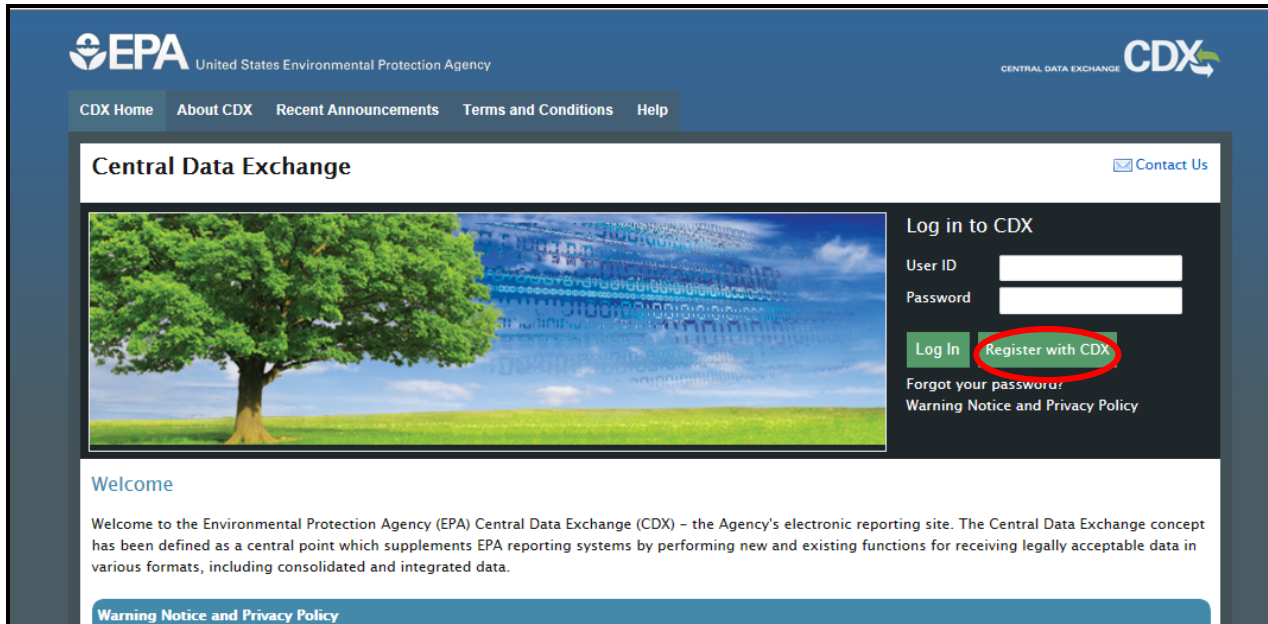 EPA United States Environmental Protection Agency
CENTRAL DATA EXCHANGE CDX
CDX Home About CDX Recent Announcements Terms and Conditions Help
Central Data Exchange
Contact Us
Log in to CDX
User ID
Password
Log In Register with CDX
Forgot your password?
Warning Notice and Privacy Policy
Welcome
Welcome to the Environmental Protection Agency (EPA) Central Data Exchange (CDX) – the Agency's electronic reporting site. The Central Data Exchange concept
has been defined as a central point which supplements EPA reporting systems by performing new and existing functions for receiving legally acceptable data in
various formats, including consolidated and integrated data.
Warning Notice and Privacy Policy